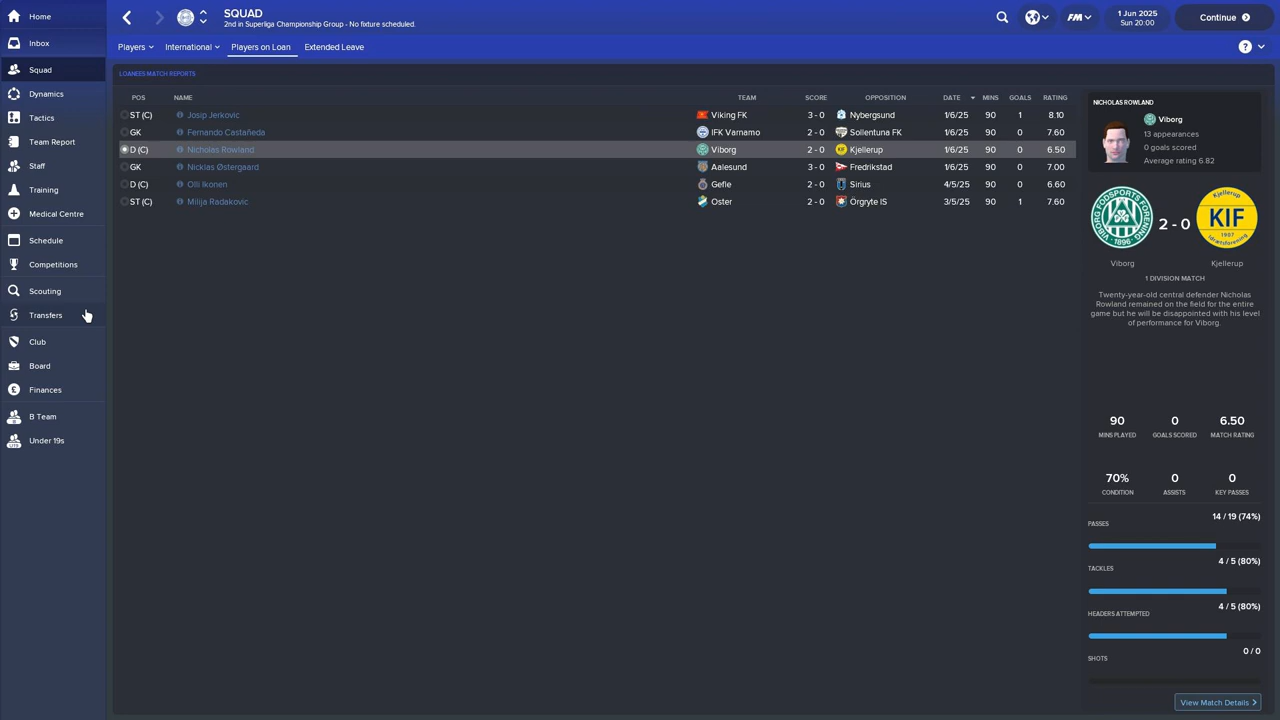 Home
Inbox
Squad
Dynamics
Tactics
Team Report
Staff
Training
Medical Centre
Schedule
Competitions
Scouting
Transfers
Club
Board
Finances
B Team
Under 19s
SQUAD
2nd in Superliga Championship Group - No fixture scheduled.
FM
1 Jun 2025
Sun 20:00
Continue
Players
International
Players on Loan
Extended Leave
?
LOANEES MATCH REPORTS
POS NAME TEAM SCORE OPPOSITION DATE MINS GOALS RATING
ST (C) Josip Jerkovic Viking FK 3 - 0 Nybergsund 1/6/25 90 1 8.10
GK Fernando Castañeda IFK Varnamo 2 - 0 Sollentuna FK 1/6/25 90 0 7.10
D (C) Nicholas Rowland Viborg 2 - 0 Kjellerup 1/6/25 90 0 6.50
GK Nicklas Østergaard Aalesund 3 - 0 Fredrikstad 1/6/25 90 0 7.00
D (C) Olli Ikonen Gefle 2 - 0 Sirius 4/5/25 90 0 6.60
ST (C) Milija Radakovic Öster 2 - 0 Örgryte IS 3/5/25 90 1 7.60
NICHOLAS ROWLAND
Viborg
13 appearances
0 goals scored
Average rating 6.82
VIBORG FODSPORTS FORENING
1896
2 - 0
KIF
1907
idrætsforening
Viborg
Kjellerup
1 DIVISION MATCH
Twenty-year-old central defender Nicholas
Rowland remained on the field for the entire
game but he will be disappointed with his level
of performance for Viborg.
90 0 6.50
MINS PLAYED GOALS SCORED MATCH RATING
70% 0 0
CONDITION ASSISTS KEY PASSES
14 / 19 (74%)
PASSES
4 / 5 (80%)
TACKLES
4 / 5 (80%)
HEADERS ATTEMPTED
0 / 0
SHOTS
View Match Details